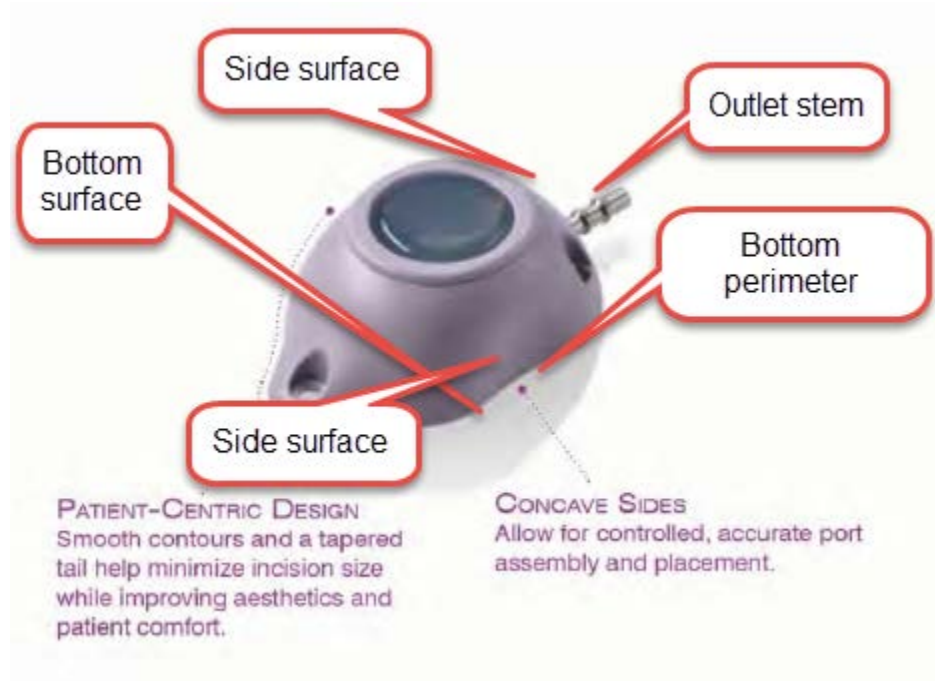 Side surface
Outlet stem
Bottom
surface
Bottom
perimeter
Side surface
PATIENT-CENTRIC DESIGN
Smooth contours and a tapered
tail help minimize incision size
while improving aesthetics and
patient comfort.
CONCAVE SIDES
Allow for controlled, accurate port
assembly and placement.